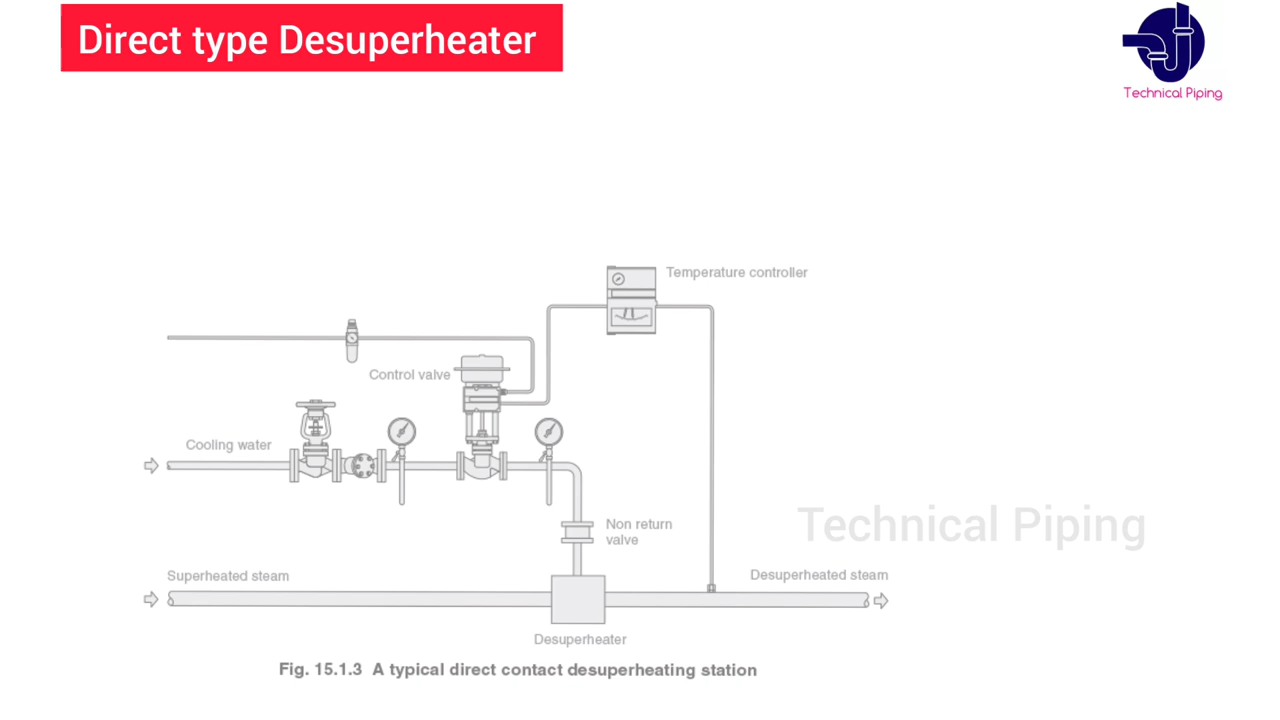 Direct type Desuperheater
Technical Piping
Temperature controller
Control valve
Cooling water
Non return
valve
Technical Piping
Superheated steam
Desuperheated steam
Desuperheater
Fig. 15.1.3 A typical direct contact desuperheating station